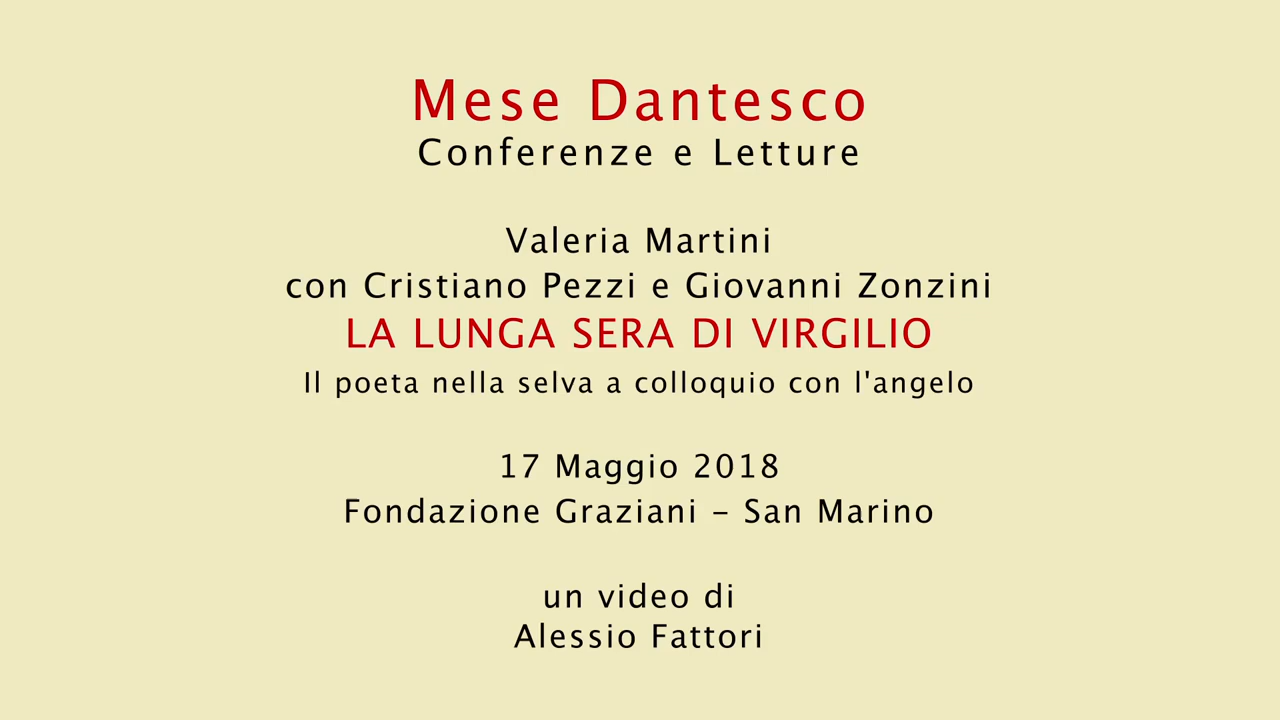 Mese Dantesco
Conferenze e Letture
Valeria Martini
con Cristiano Pezzi e Giovanni Zonzini
LA LUNGA SERA DI VIRGILIO
Il poeta nella selva a colloquio con l'angelo
17 Maggio 2018
Fondazione Graziani – San Marino
un video di
Alessio Fattori